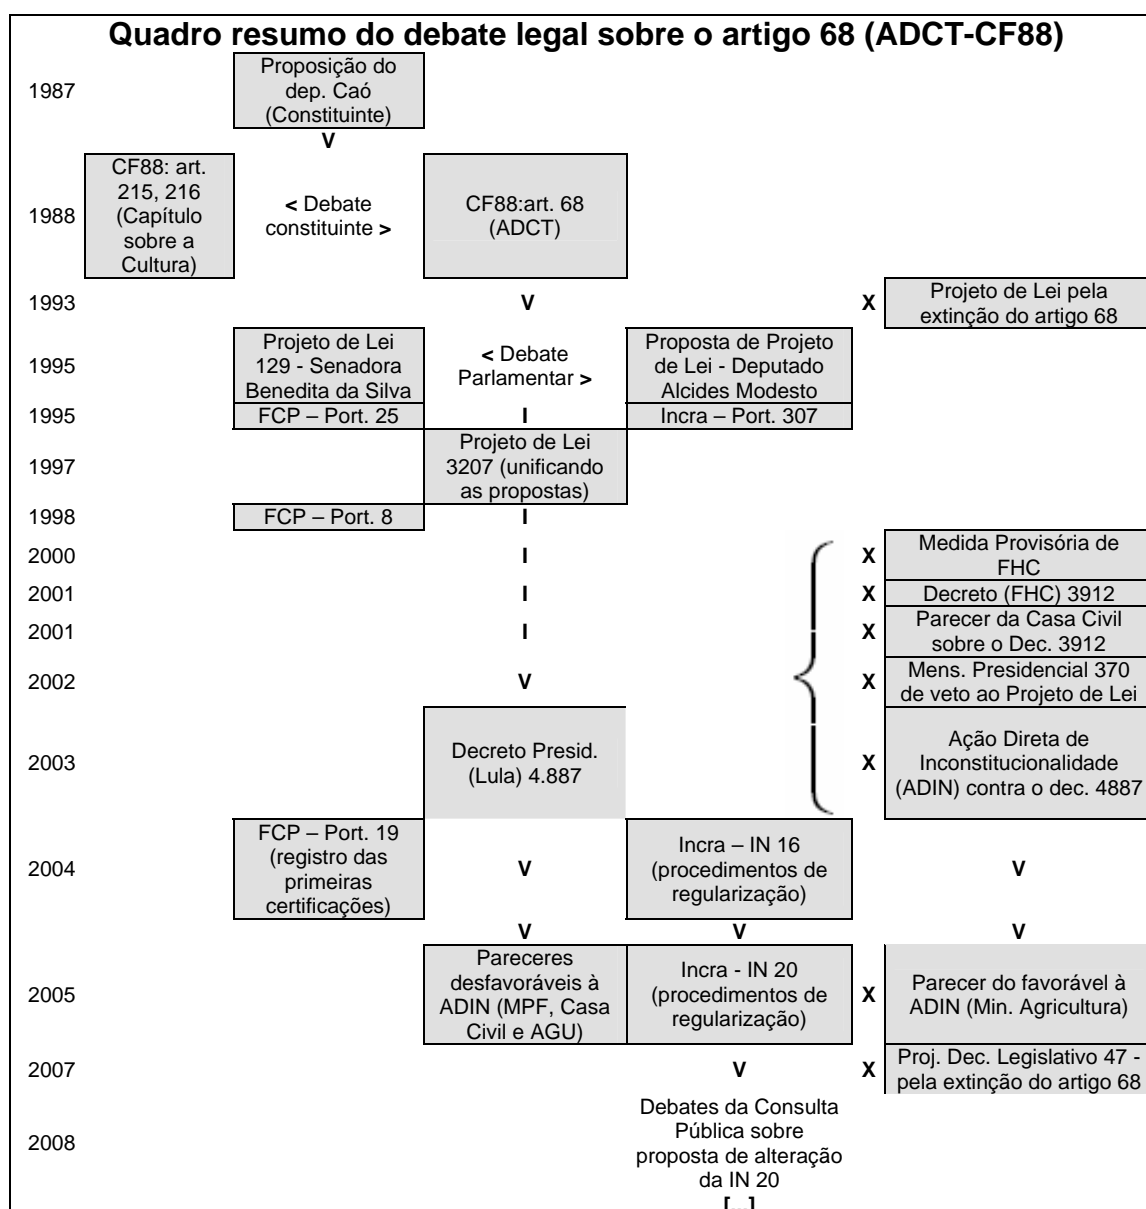 Quadro resumo do debate legal sobre o artigo 68 (ADCT-CF88)
1987
Proposição do
dep. Caó
(Constituinte)
V
1988
CF88: art.
215, 216
(Capítulo
sobre a
Cultura)
< Debate
constituinte >
CF88:art. 68
(ADCT)
1993
V
X
Projeto de Lei pela
extinção do artigo 68
1995
Projeto de Lei
129 - Senadora
Benedita da Silva
< Debate
Parlamentar >
Proposta de Projeto
de Lei - Deputado
Alcides Modesto
1995
FCP – Port. 25
I
Incra – Port. 307
1997
Projeto de Lei
3207 (unificando
as propostas)
1998
FCP – Port. 8
I
2000
I
X
Medida Provisória de
FHC
2001
I
X
Decreto (FHC) 3912
2001
I
X
Parecer da Casa Civil
sobre o Dec. 3912
2002
V
X
Mens. Presidencial 370
de veto ao Projeto de Lei
2003
Decreto Presid.
(Lula) 4.887
X
Ação Direta de
Inconstitucionalidade
(ADIN) contra o dec. 4887
2004
FCP – Port. 19
(registro das
primeiras
certificações)
V
Incra – IN 16
(procedimentos de
regularização)
V
V
V
V
2005
Pareceres
desfavoráveis à
ADIN (MPF, Casa
Civil e AGU)
Incra - IN 20
(procedimentos de
regularização)
X
Parecer do favorável à
ADIN (Min. Agricultura)
2007
V
X
Proj. Dec. Legislativo 47 -
pela extinção do artigo 68
2008
Debates da Consulta
Pública sobre
proposta de alteração
da IN 20
[...]